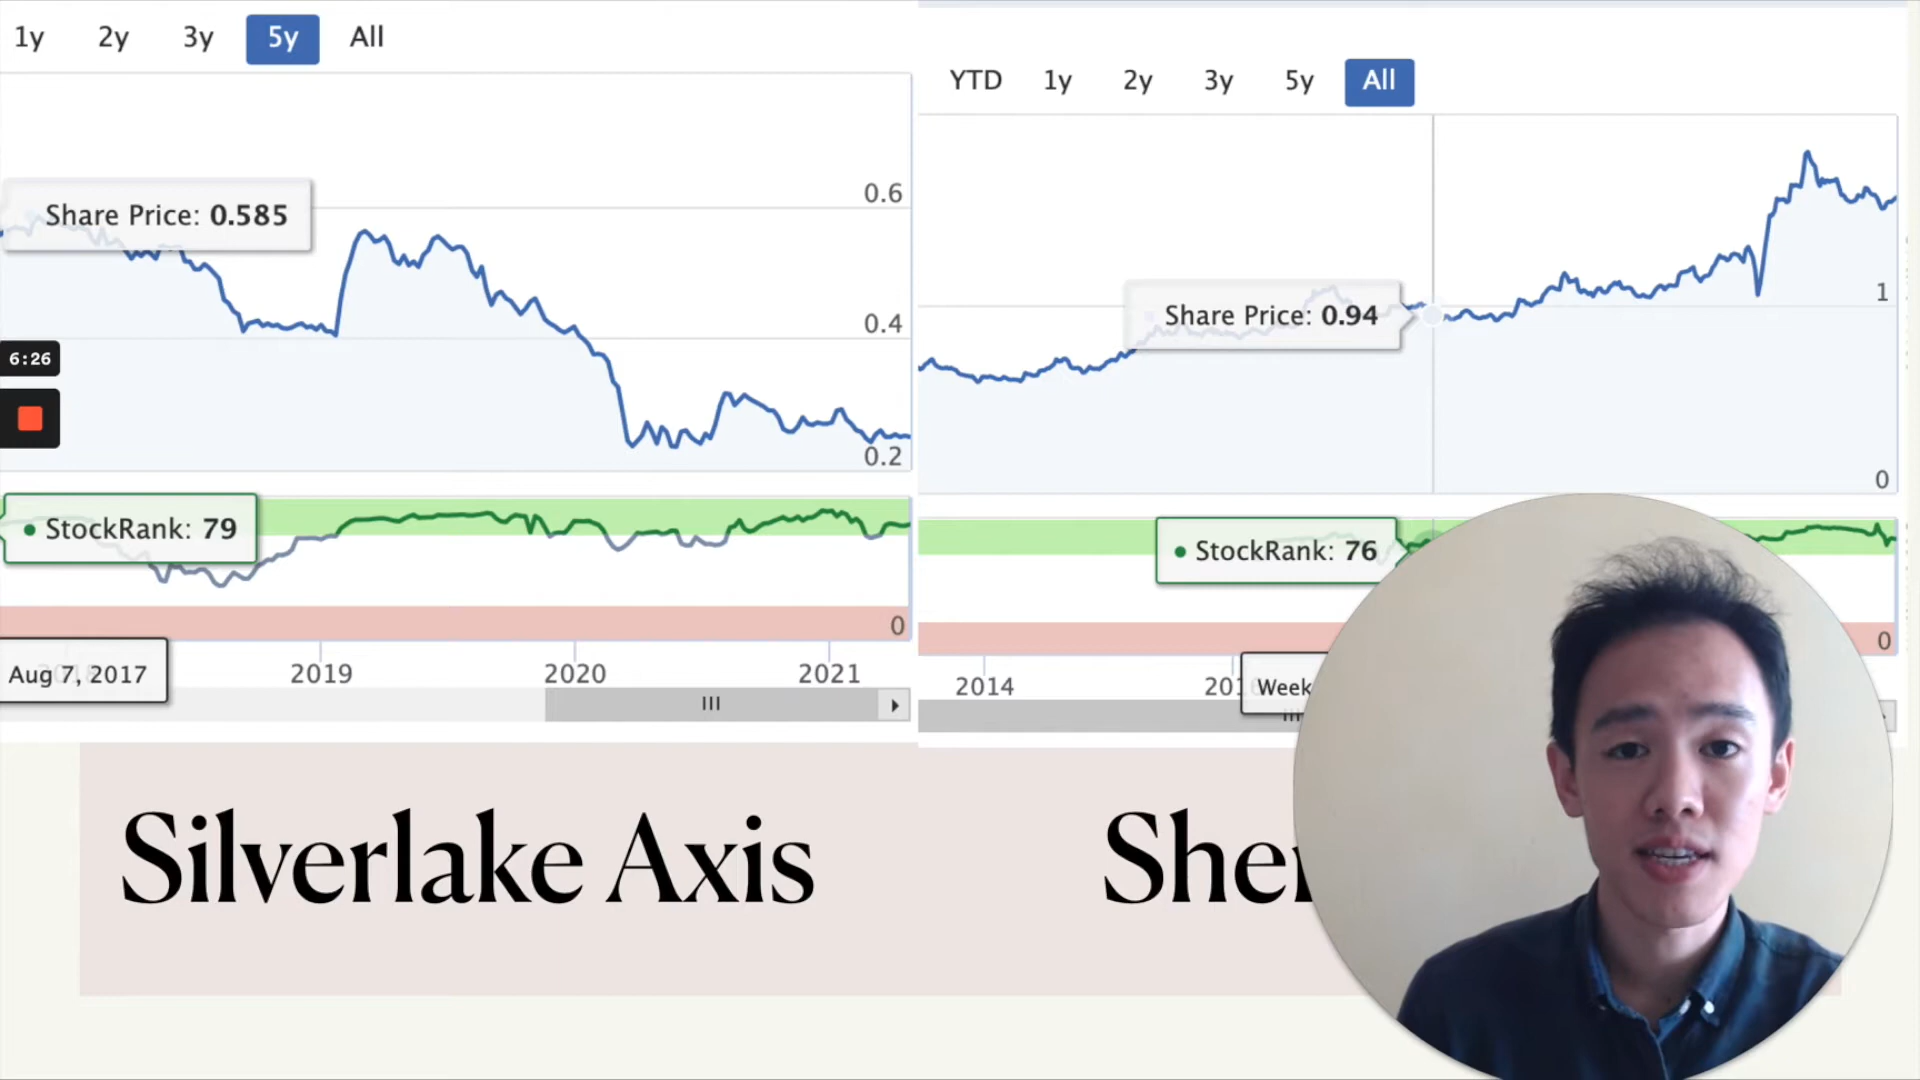 1y 2y 3y 5y All
Share Price: 0.585
0.6
0.4
0.2
6:26
StockRank: 79
0
Aug 7, 2017
2019 2020 2021
Silverlake Axis
YTD 1y 2y 3y 5y All
Share Price: 0.94
1
0
StockRank: 76
0
2014
Week